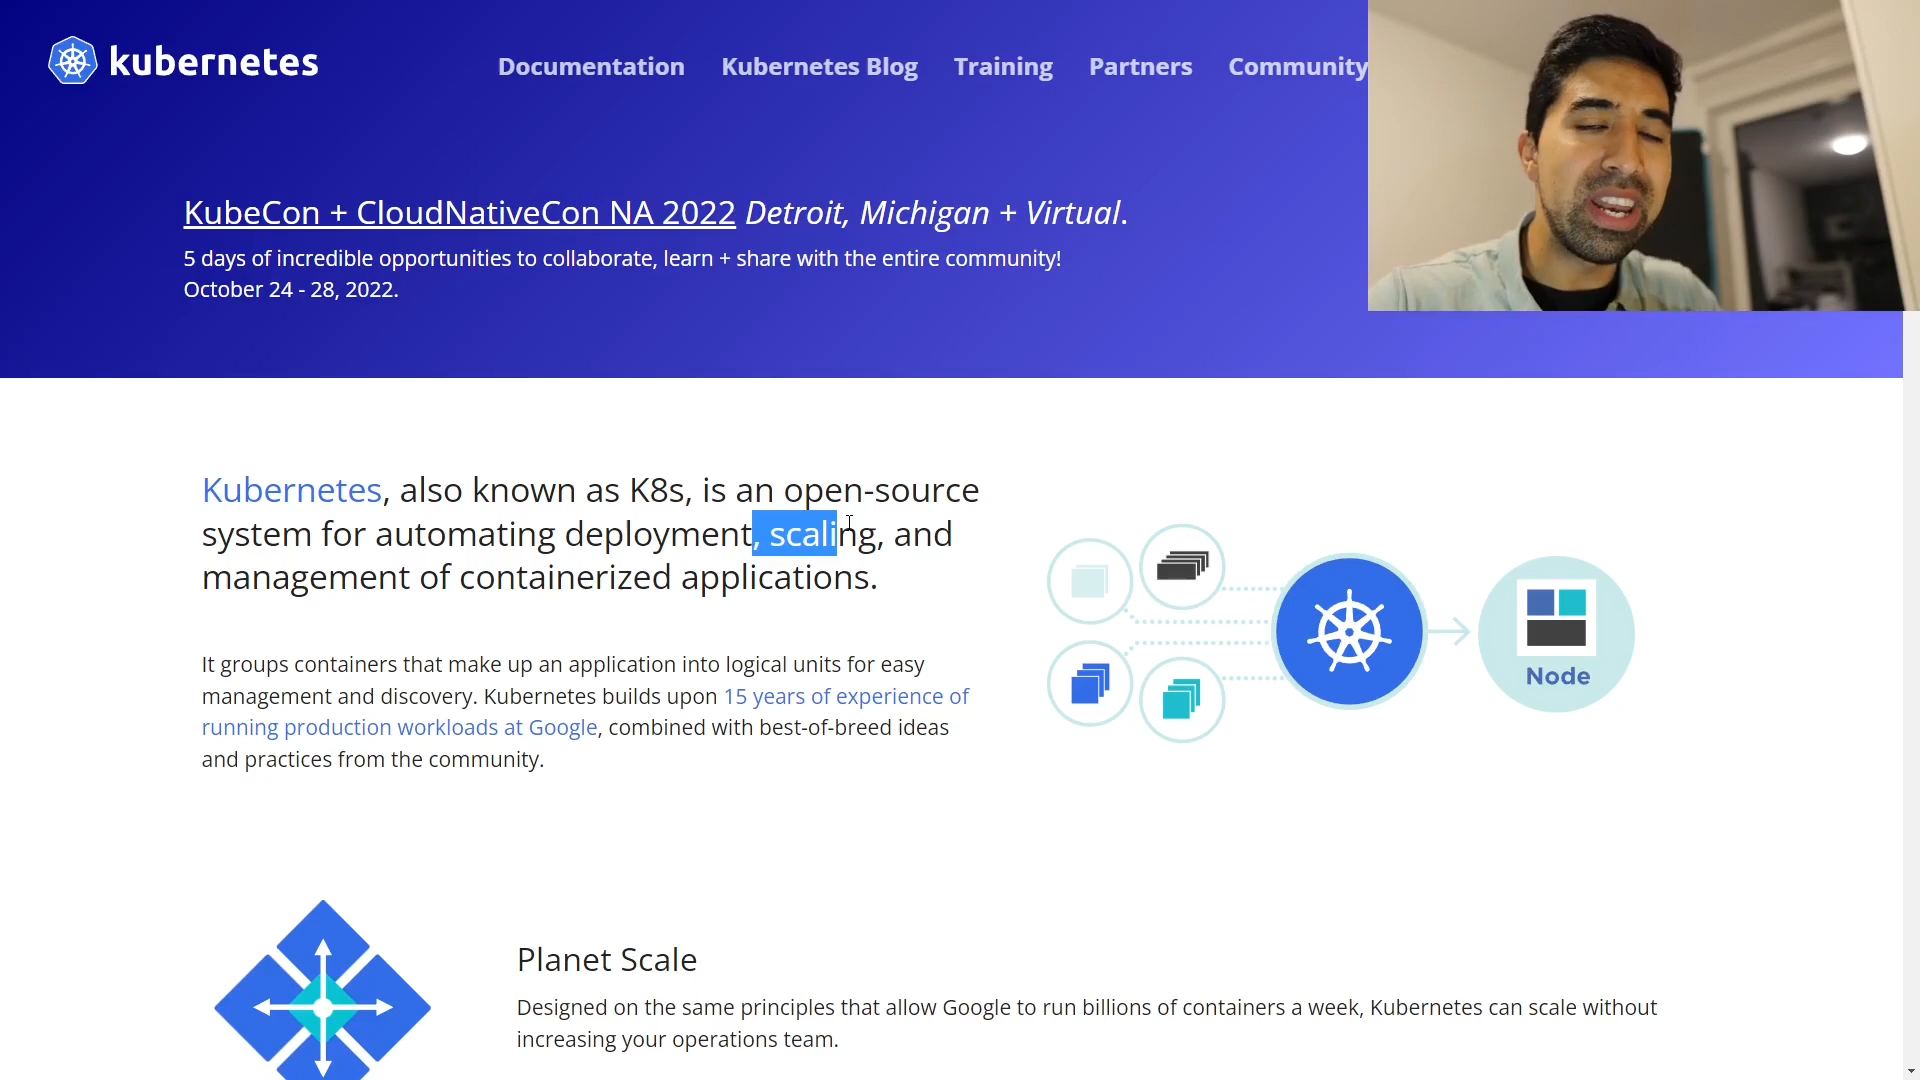 kubernetes
Documentation Kubernetes Blog Training Partners Community
KubeCon + CloudNativeCon NA 2022 Detroit, Michigan + Virtual.
5 days of incredible opportunities to collaborate, learn + share with the entire community!
October 24 - 28, 2022.
Kubernetes, also known as K8s, is an open-source
system for automating deployment, scaling, and
management of containerized applications.
It groups containers that make up an application into logical units for easy
management and discovery. Kubernetes builds upon 15 years of experience of
running production workloads at Google, combined with best-of-breed ideas
and practices from the community.
Node
Planet Scale
Designed on the same principles that allow Google to run billions of containers a week, Kubernetes can scale without
increasing your operations team.